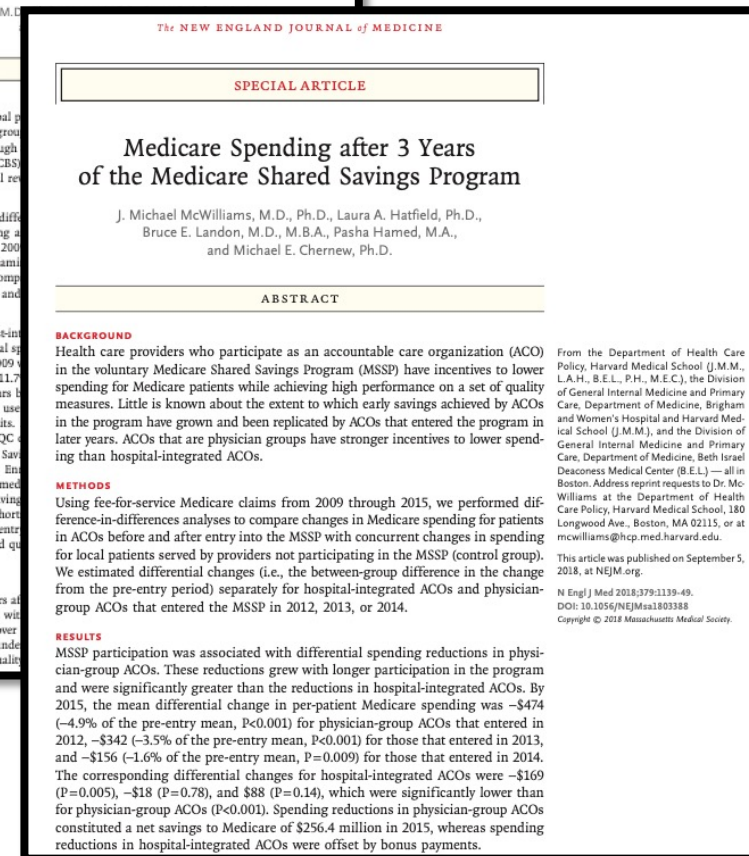 M.D
The NEW ENGLAND JOURNAL of MEDICINE
SPECIAL ARTICLE
Medicare Spending after 3 Years
of the Medicare Shared Savings Program
J. Michael McWilliams, M.D., Ph.D., Laura A. Hatfield, Ph.D.,
Bruce E. Landon, M.D., M.B.A., Pasha Hamed, M.A.,
and Michael E. Chernew, Ph.D.
ABSTRACT
BACKGROUND
Health care providers who participate as an accountable care organization (ACO)
in the voluntary Medicare Shared Savings Program (MSSP) have incentives to lower
spending for Medicare patients while achieving high performance on a set of quality
measures. Little is known about the extent to which early savings achieved by ACOs
in the program have grown and been replicated by ACOs that entered the program in
later years. ACOs that are physician groups have stronger incentives to lower spend-
ing than hospital-integrated ACOs.
METHODS
Using fee-for-service Medicare claims from 2009 through 2015, we performed dif-
ference-in-differences analyses to compare changes in Medicare spending for patients
in ACOs before and after entry into the MSSP with concurrent changes in spending
for local patients served by providers not participating in the MSSP (control group).
We estimated differential changes (i.e., the between-group difference in the change
from the pre-entry period) separately for hospital-integrated ACOs and physician-
group ACOs that entered the MSSP in 2012, 2013, or 2014.
RESULTS
MSSP participation was associated with differential spending reductions in physi-
cian-group ACOs. These reductions grew with longer participation in the program
and were significantly greater than the reductions in hospital-integrated ACOs. By
2015, the mean differential change in per-patient Medicare spending was −$474
(−4.9% of the pre-entry mean, P<0.001) for physician-group ACOs that entered in
2012, −$342 (−3.5% of the pre-entry mean, P<0.001) for those that entered in 2013,
and −$156 (−1.6% of the pre-entry mean, P=0.009) for those that entered in 2014.
The corresponding differential changes for hospital-integrated ACOs were −$169
(P=0.005), −$18 (P=0.78), and $88 (P=0.14), which were significantly lower than
for physician-group ACOs (P<0.001). Spending reductions in physician-group ACOs
constituted a net savings to Medicare of $256.4 million in 2015, whereas spending
reductions in hospital-integrated ACOs were offset by bonus payments.
From the Department of Health Care
Policy, Harvard Medical School (J.M.M.,
L.A.H., B.E.L., P.H., M.E.C.), the Division
of General Internal Medicine and Primary
Care, Department of Medicine, Brigham
and Women's Hospital and Harvard Med-
ical School (J.M.M.), and the Division of
General Internal Medicine and Primary
Care, Department of Medicine, Beth Israel
Deaconess Medical Center (B.E.L.) — all in
Boston. Address reprint requests to Dr. Mc-
Williams at the Department of Health
Care Policy, Harvard Medical School, 180
Longwood Ave., Boston, MA 02115, or at
mcwilliams@hcp.med.harvard.edu.
This article was published on September 5,
2018, at NEJM.org.
N Engl J Med 2018;379:1139-49.
DOI: 10.1056/NEJMsa1803388
Copyright © 2018 Massachusetts Medical Society.